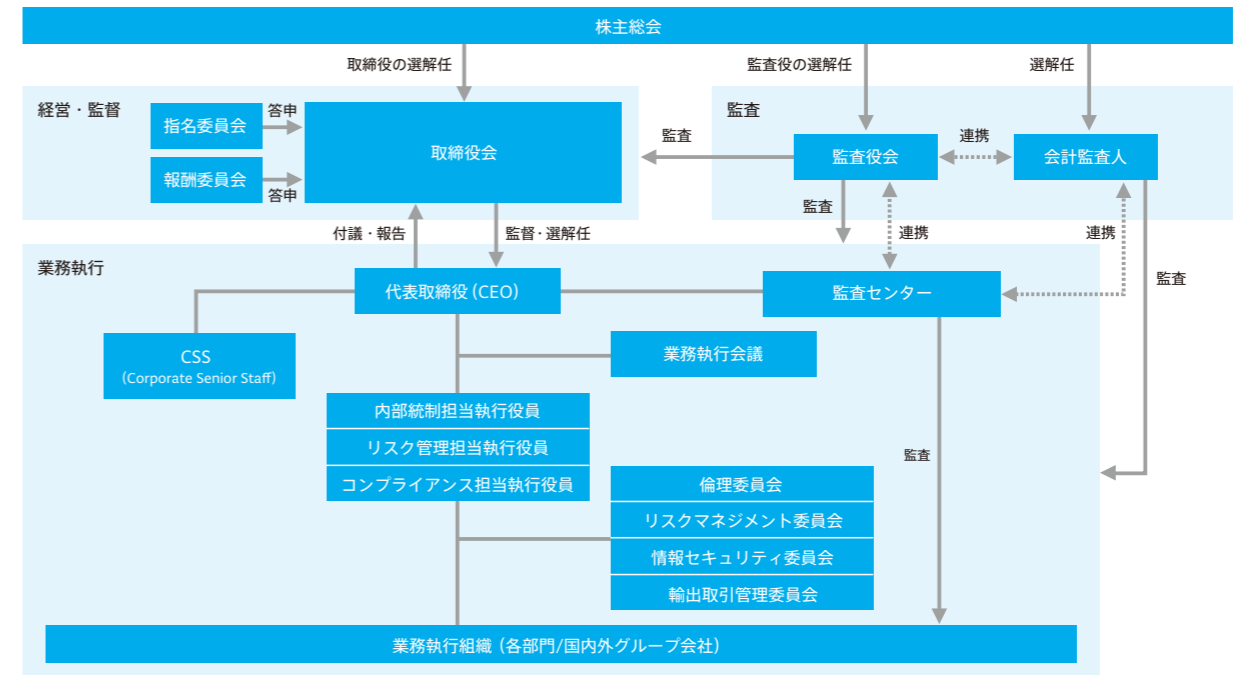 株主総会
取締役の選解任
監査役の選解任
選解任
経営・監督
指名委員会
答申
報酬委員会
答申
取締役会
監査
監査
監査役会
連携
会計監査人
付議・報告
監督・選解任
監査
連携
連携
監査
業務執行
代表取締役(CEO)
監査センター
CSS
(Corporate Senior Staff)
業務執行会議
内部統制担当執行役員
リスク管理担当執行役員
コンプライアンス担当執行役員
監査
倫理委員会
リスクマネジメント委員会
情報セキュリティ委員会
輸出取引管理委員会
業務執行組織(各部門/国内外グループ会社)